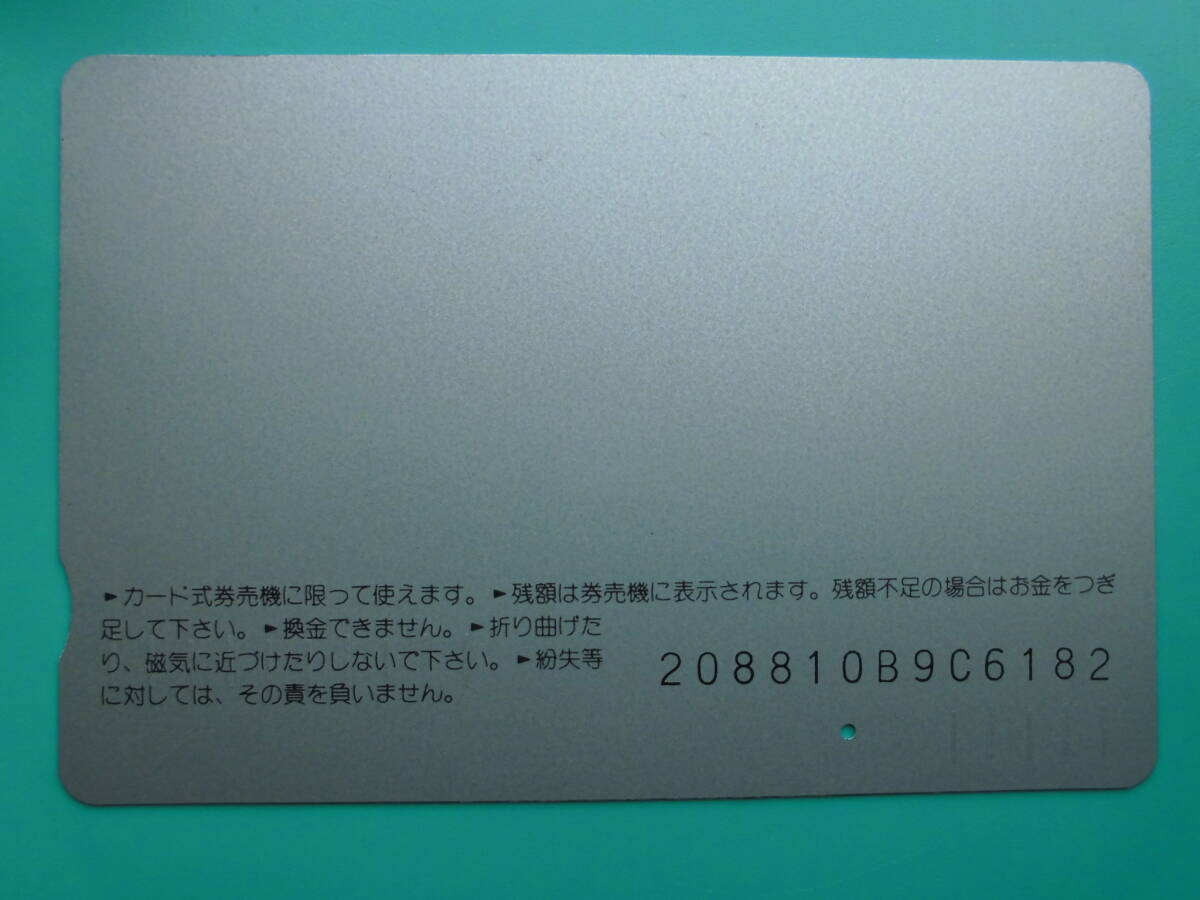 ►カード式券売機に限って使えます。►残額は券売機に表示されます。残額不足の場合はお金をつぎ
足して下さい。►換金できません。►折り曲げた
り、磁気に近づけたりしないで下さい。►紛失等
に対しては、その責を負いません。
208810B9C6182